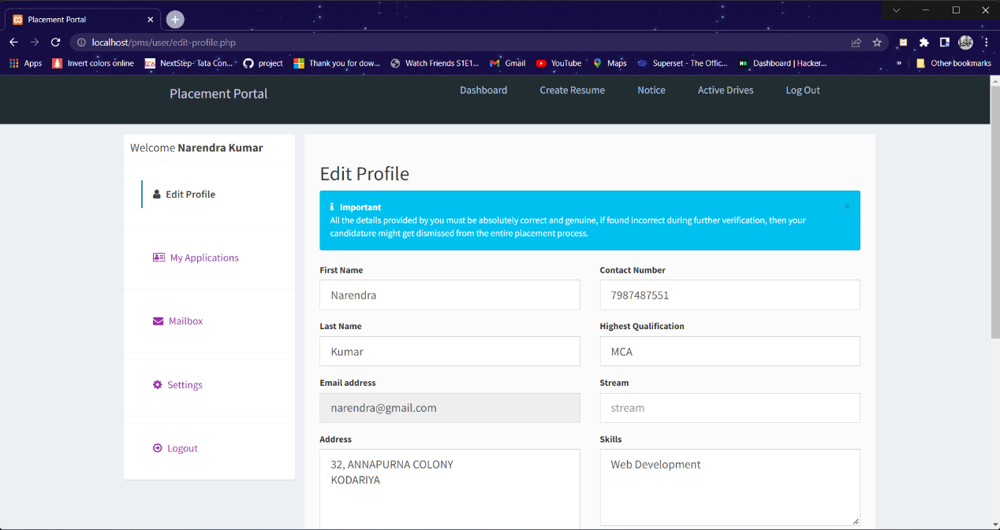 Placement Portal
localhost/pms/user/edit-profile.php
Apps
Invert colors online
NextStep- Tata Con...
project
Thank you for dow...
Watch Friends S1E1...
Gmail
YouTube
Maps
Superset - The Offic...
Dashboard | Hacker...
»
Other bookmarks
Placement Portal
Dashboard
Create Resume
Notice
Active Drives
Log Out
Welcome Narendra Kumar
Edit Profile
My Applications
Mailbox
Settings
Logout
Edit Profile
Important
All the details provided by you must be absolutely correct and genuine, if found incorrect during further verification, then your
candidature might get dismissed from the entire placement process.
First Name
Narendra
Contact Number
7987487551
Last Name
Kumar
Highest Qualification
MCA
Email address
narendra@gmail.com
Stream
stream
Address
32, ANNAPURNA COLONY
KODARIYA
Skills
Web Development